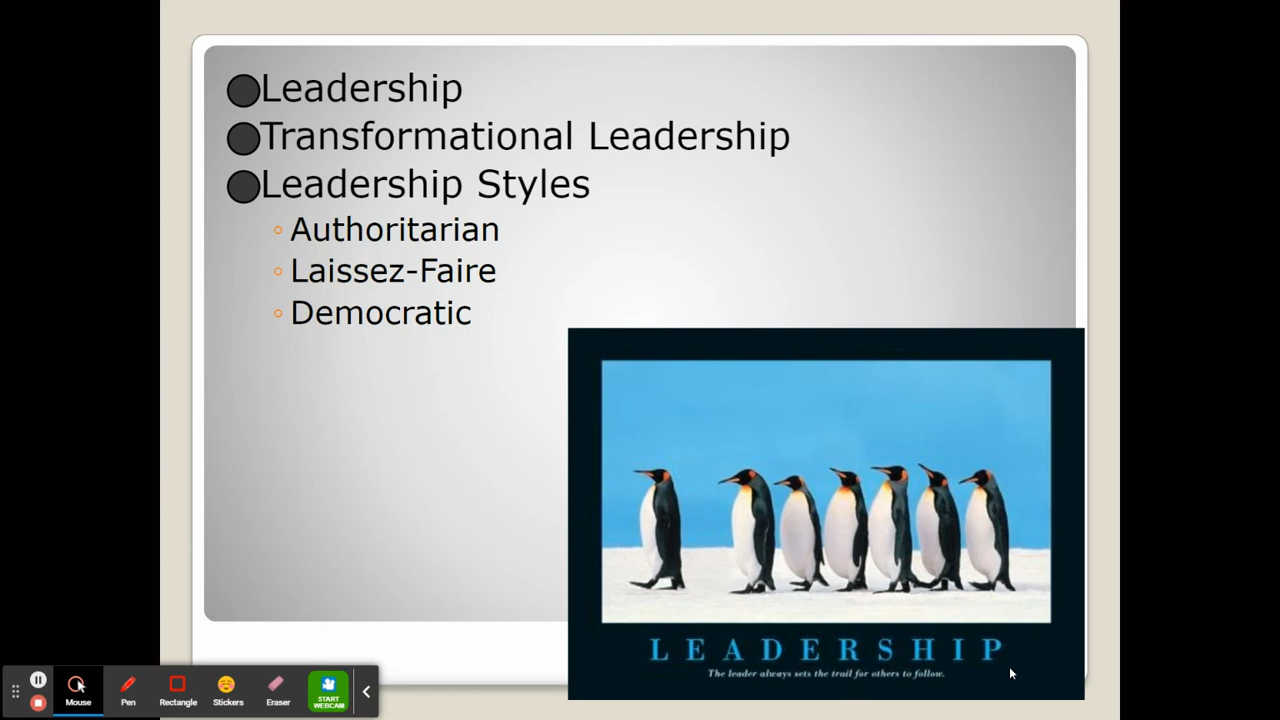 Leadership
Transformational Leadership
Leadership Styles
Authoritarian
Laissez-Faire
Democratic
LEADERSHIP
The leader always sets the trail for others to follow.
Mouse
Pen
Rectangle
Stickers
Eraser
START
WEBCAM